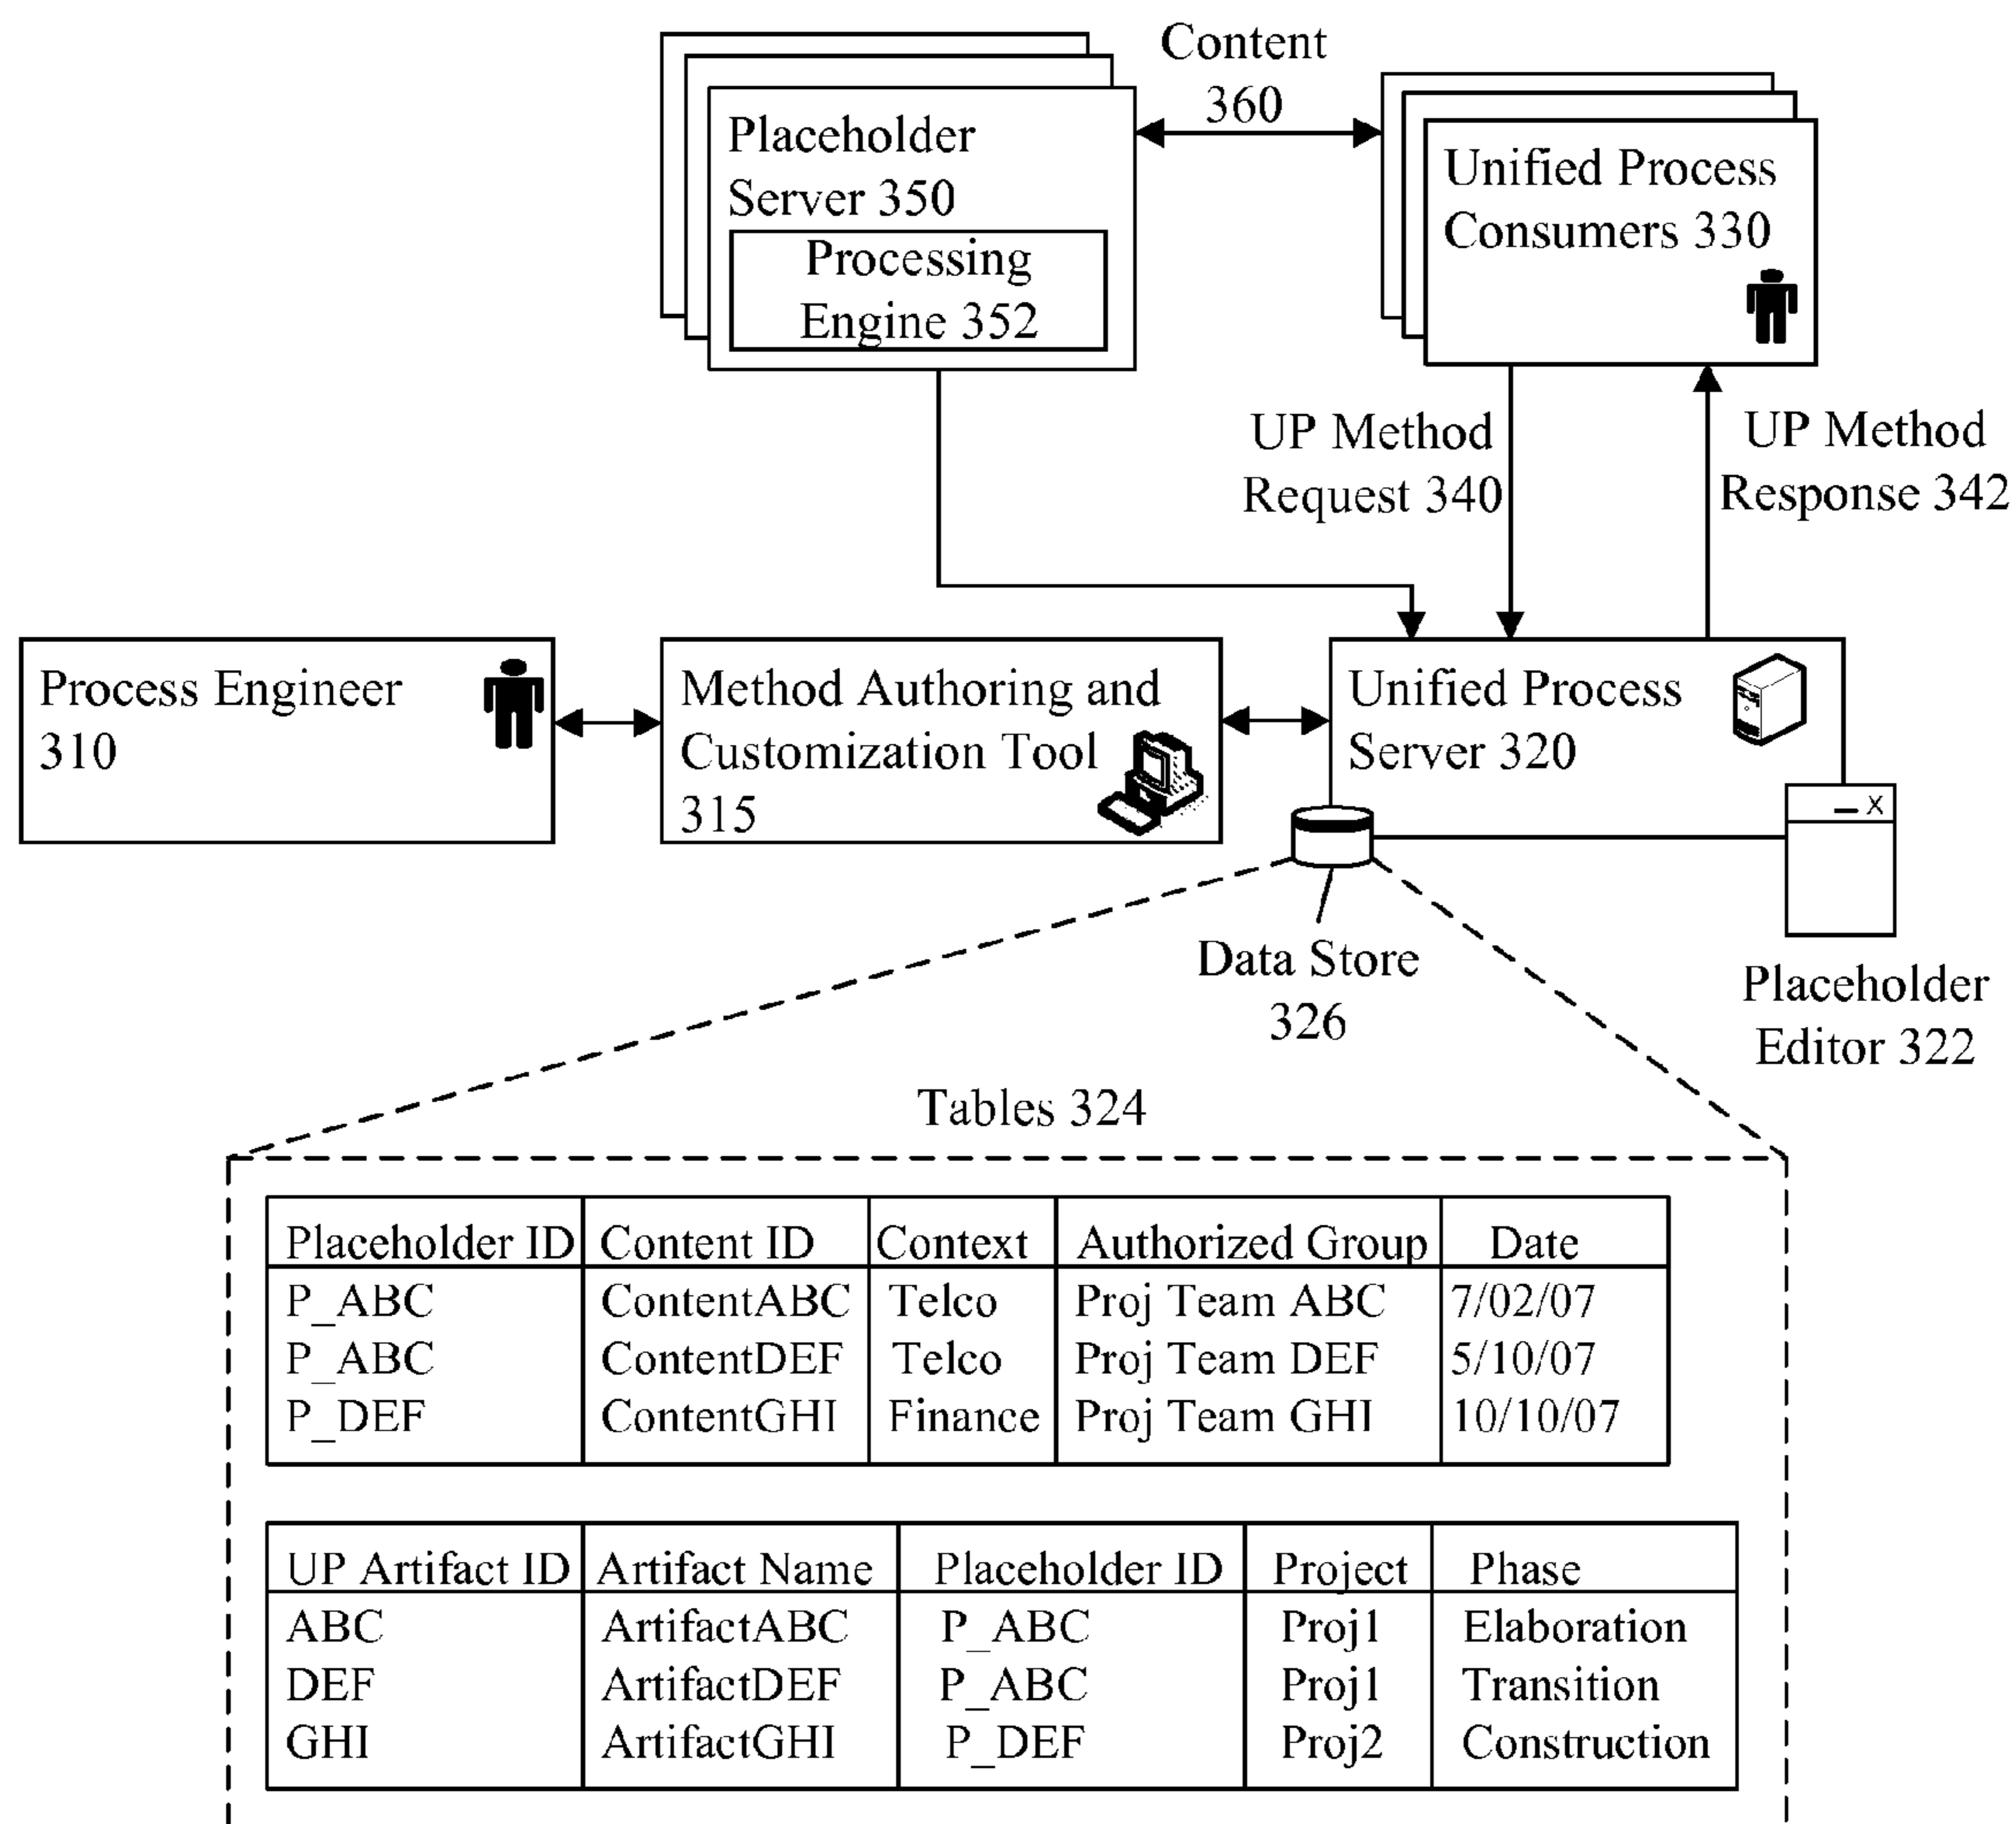 Content
360
Placeholder
Server 350
Processing
Engine 352
Unified Process
Consumers 330
UP Method
Request 340
UP Method
Response 342
Process Engineer
310
Method Authoring and
Customization Tool
315
Unified Process
Server 320
_ X
Data Store
326
Placeholder
Editor 322
Tables 324
Placeholder ID Content ID Context Authorized Group Date
P_ABC ContentABC Telco Proj Team ABC 7/02/07
P_ABC ContentDEF Telco Proj Team DEF 5/10/07
P_DEF ContentGHI Finance Proj Team GHI 10/10/07
UP Artifact ID Artifact Name Placeholder ID Project Phase
ABC ArtifactABC P_ABC Proj1 Elaboration
DEF ArtifactDEF P_ABC Proj1 Transition
GHI ArtifactGHI P_DEF Proj2 Construction